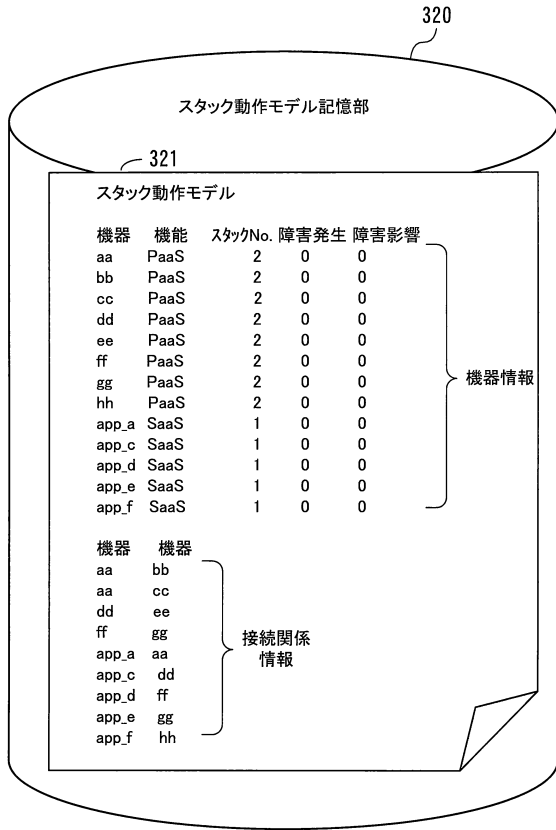 320
スタック動作モデル記憶部
321
スタック動作モデル
機器 機能 スタックNo. 障害発生 障害影響
aa PaaS 2 0 0
bb PaaS 2 0 0
cc PaaS 2 0 0
dd PaaS 2 0 0
ee PaaS 2 0 0
ff PaaS 2 0 0
gg PaaS 2 0 0
hh PaaS 2 0 0
app_a SaaS 1 0 0
app_c SaaS 1 0 0
app_d SaaS 1 0 0
app_e SaaS 1 0 0
app_f SaaS 1 0 0
機器情報
機器 機器
aa bb
aa cc
dd ee
ff gg
app_a aa
app_c dd
app_d ff
app_e gg
app_f hh
接続関係
情報